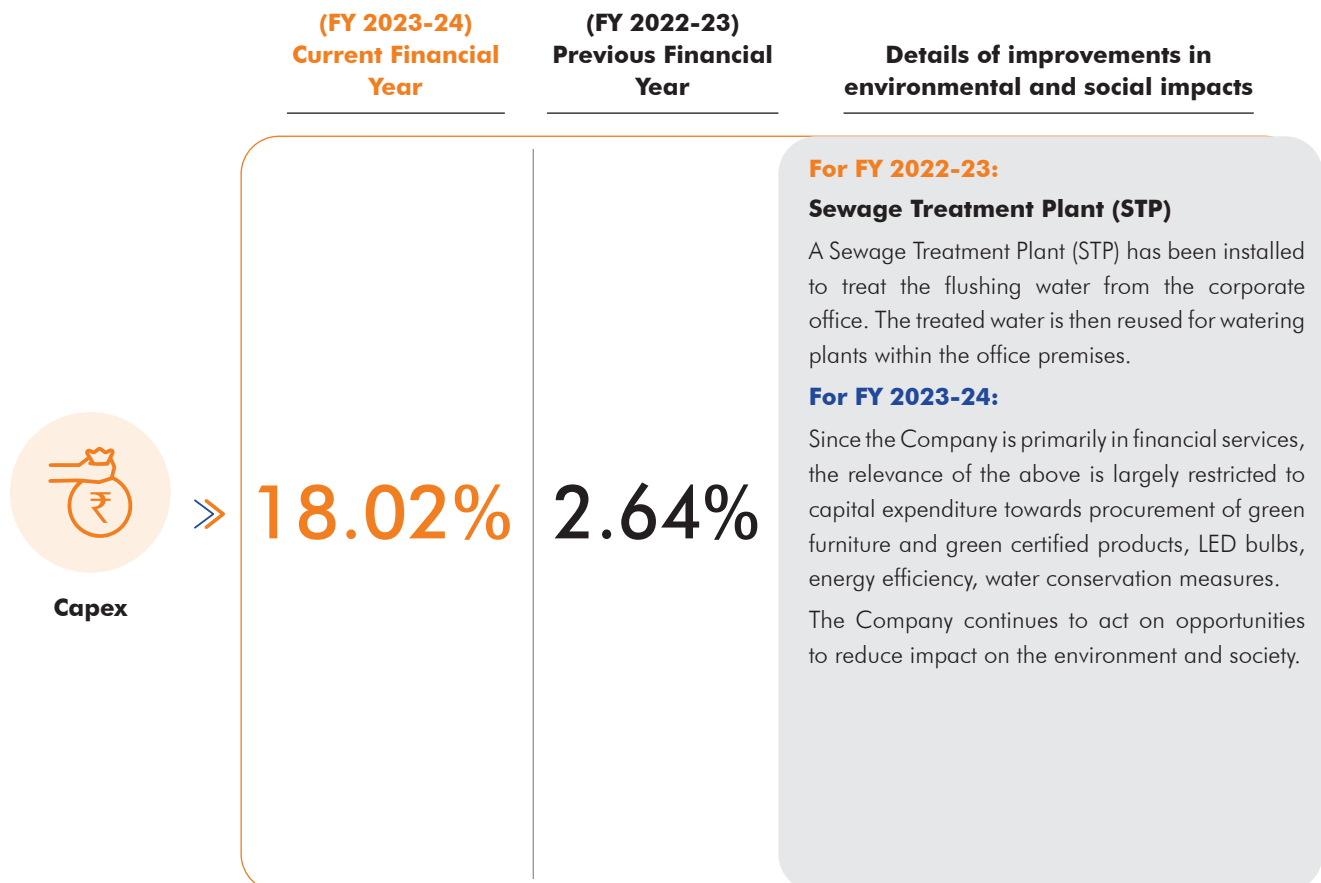 (FY 2023-24)
Current Financial
Year
(FY 2022-23)
Previous Financial
Year
Details of improvements in
environmental and social impacts
Capex
₹
18.02%
2.64%
For FY 2022-23:
Sewage Treatment Plant (STP)
A Sewage Treatment Plant (STP) has been installed
to treat the flushing water from the corporate
office. The treated water is then reused for watering
plants within the office premises.
For FY 2023-24:
Since the Company is primarily in financial services,
the relevance of the above is largely restricted to
capital expenditure towards procurement of green
furniture and green certified products, LED bulbs,
energy efficiency, water conservation measures.
The Company continues to act on opportunities
to reduce impact on the environment and society.